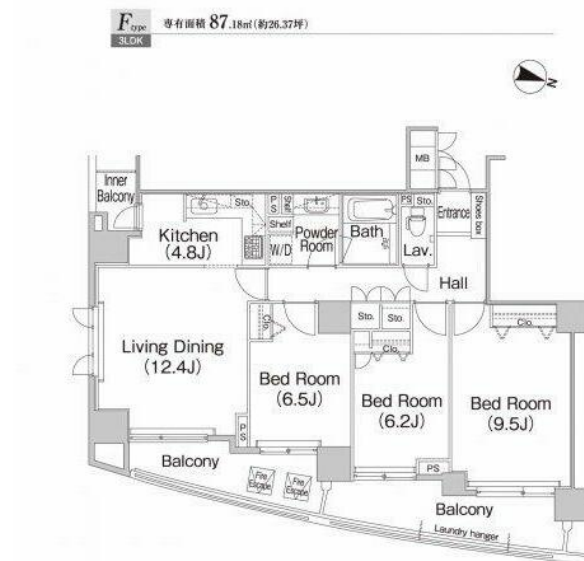 F type 専有面積 87.18㎡(約26.37坪)
3LDK
N
MB
Inner
Balcony
Sto.
PS
Shelf
PS
Sto.
Entrance
Shoes box
Kitchen
(4.8J)
Shelf
W/D
Powder
Room
Bath
Lav.
Hall
Living Dining
(12.4J)
Clo.
Sto.
Sto.
Clo.
Clo.
Bed Room
(6.5J)
Bed Room
(6.2J)
Bed Room
(9.5J)
PS
PS
Balcony
Fire
Escape
Fire
Escape
Balcony
Laundry hanger